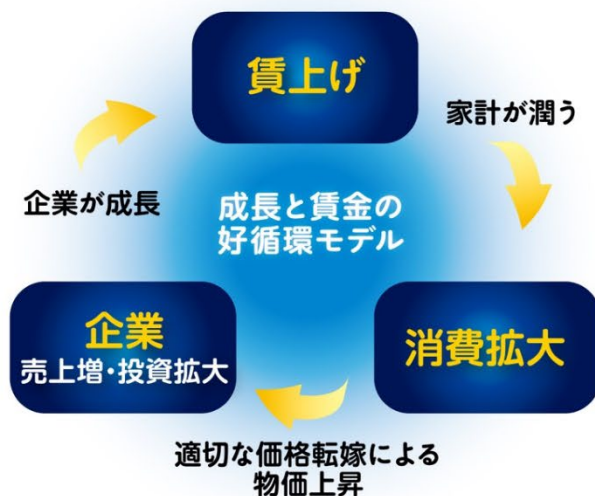 賃上げ
家計が潤う
企業が成長
成長と賃金の
好循環モデル
企業
売上増・投資拡大
消費拡大
適切な価格転嫁による
物価上昇